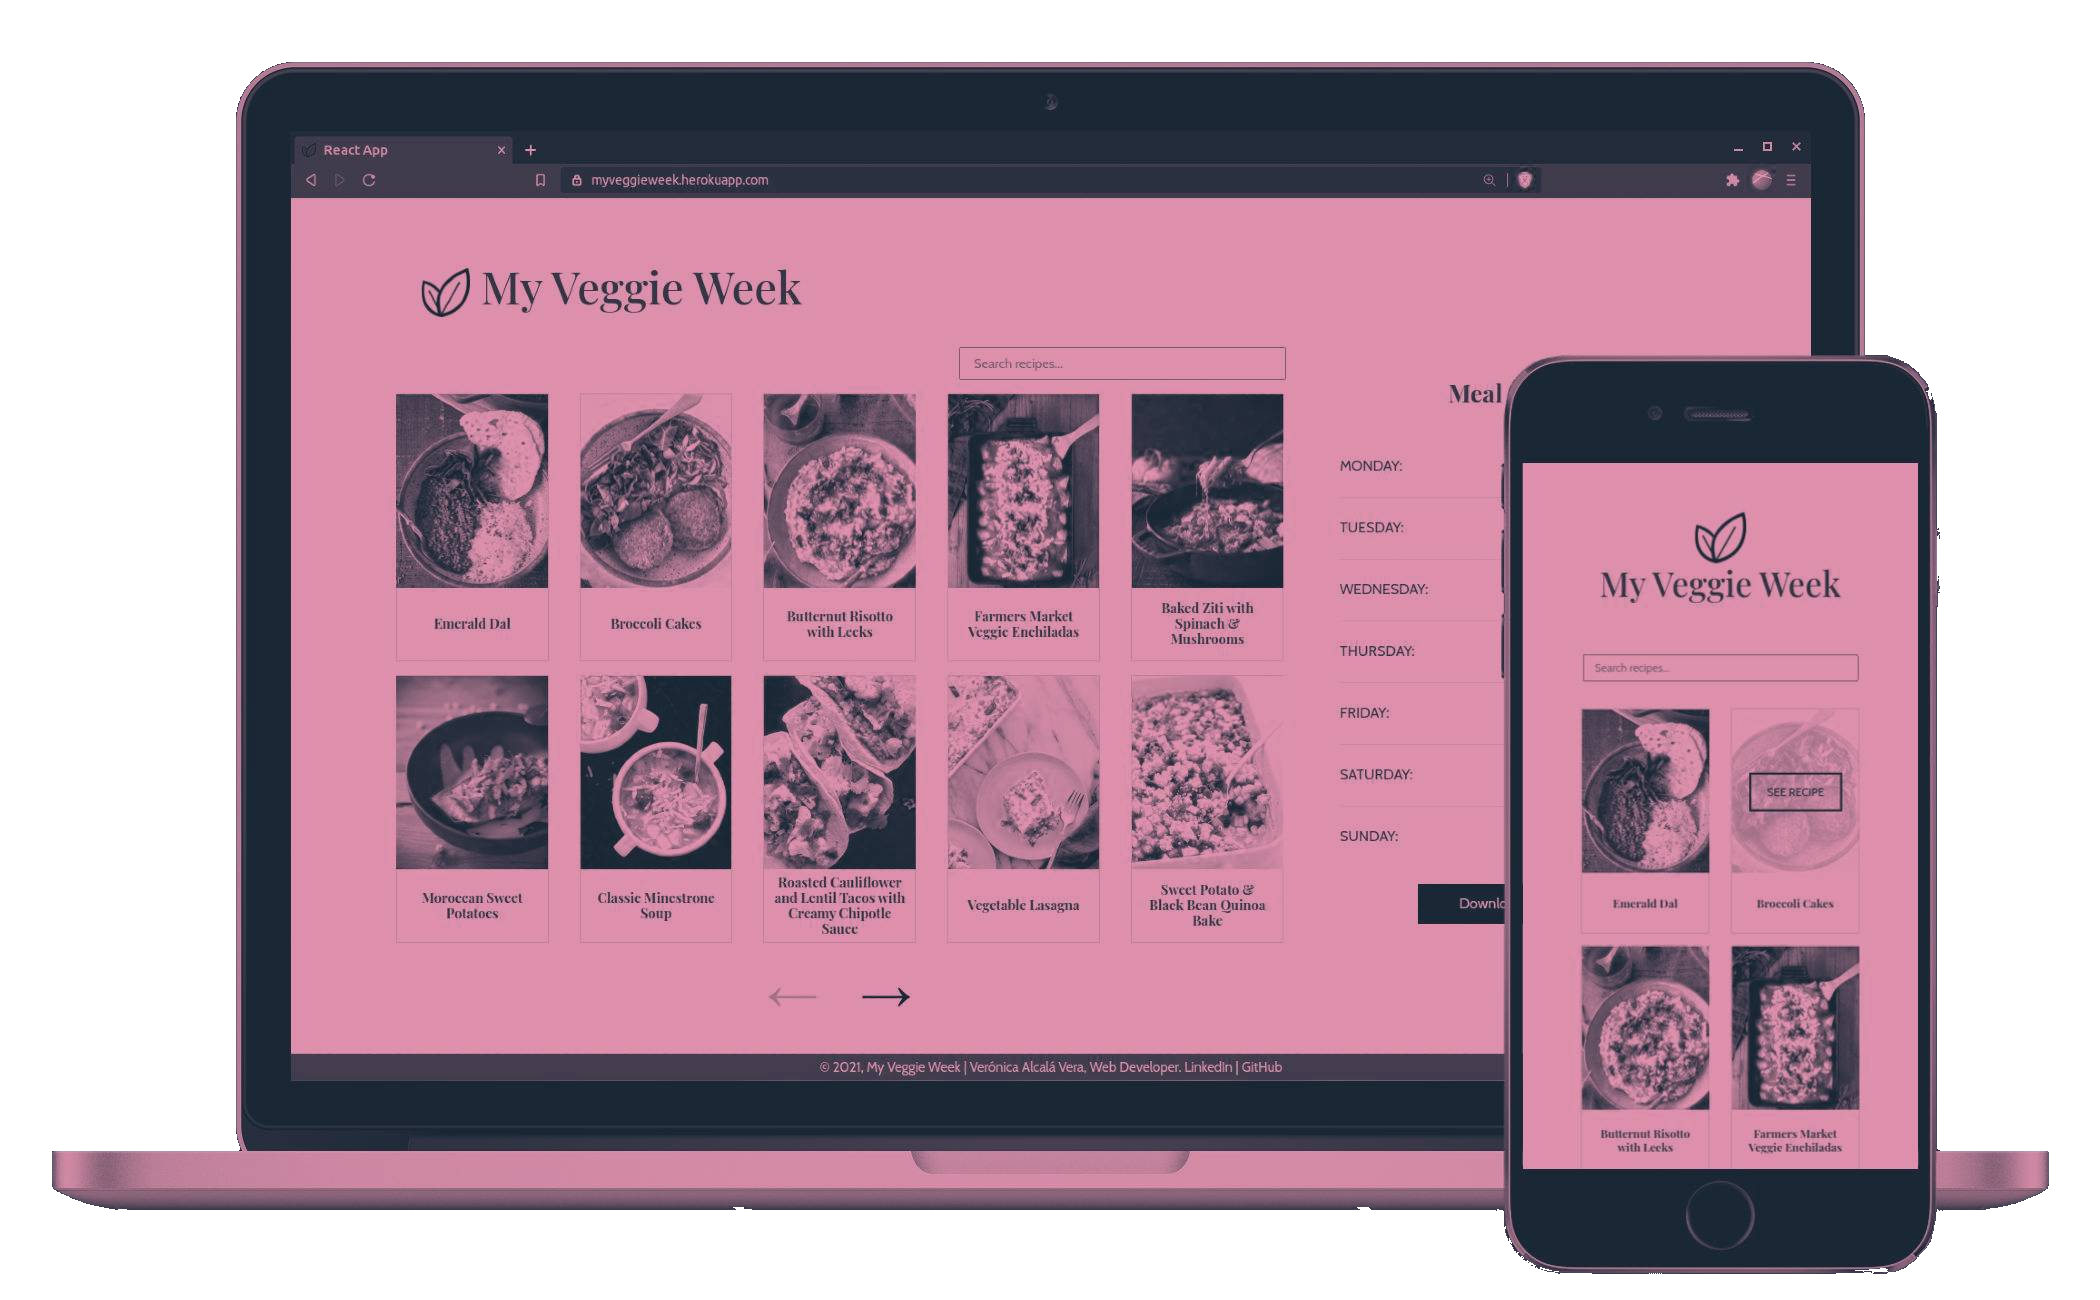 React App
myveggieweek.herokuapp.com
My Veggie Week
Search recipes...
Emerald Dal
Broccoli Cakes
Butternut Risotto
with Leeks
Farmers Market
Veggie Enchiladas
Baked Ziti with
Spinach &
Mushrooms
Moroccan Sweet
Potatoes
Classic Minestrone
Soup
Roasted Cauliflower
and Lentil Tacos with
Creamy Chipotle
Sauce
Vegetable Lasagna
Sweet Potato &
Black Bean Quinoa
Bake
Meal
MONDAY:
TUESDAY:
WEDNESDAY:
THURSDAY:
FRIDAY:
SATURDAY:
SUNDAY:
Downlo
© 2021, My Veggie Week | Verónica Alcalá Vera, Web Developer. LinkedIn | GitHub
My Veggie Week
Search recipes...
Emerald Dal
SEE RECIPE
Broccoli Cakes
Butternut Risotto
with Leeks
Farmers Market
Veggie Enchiladas